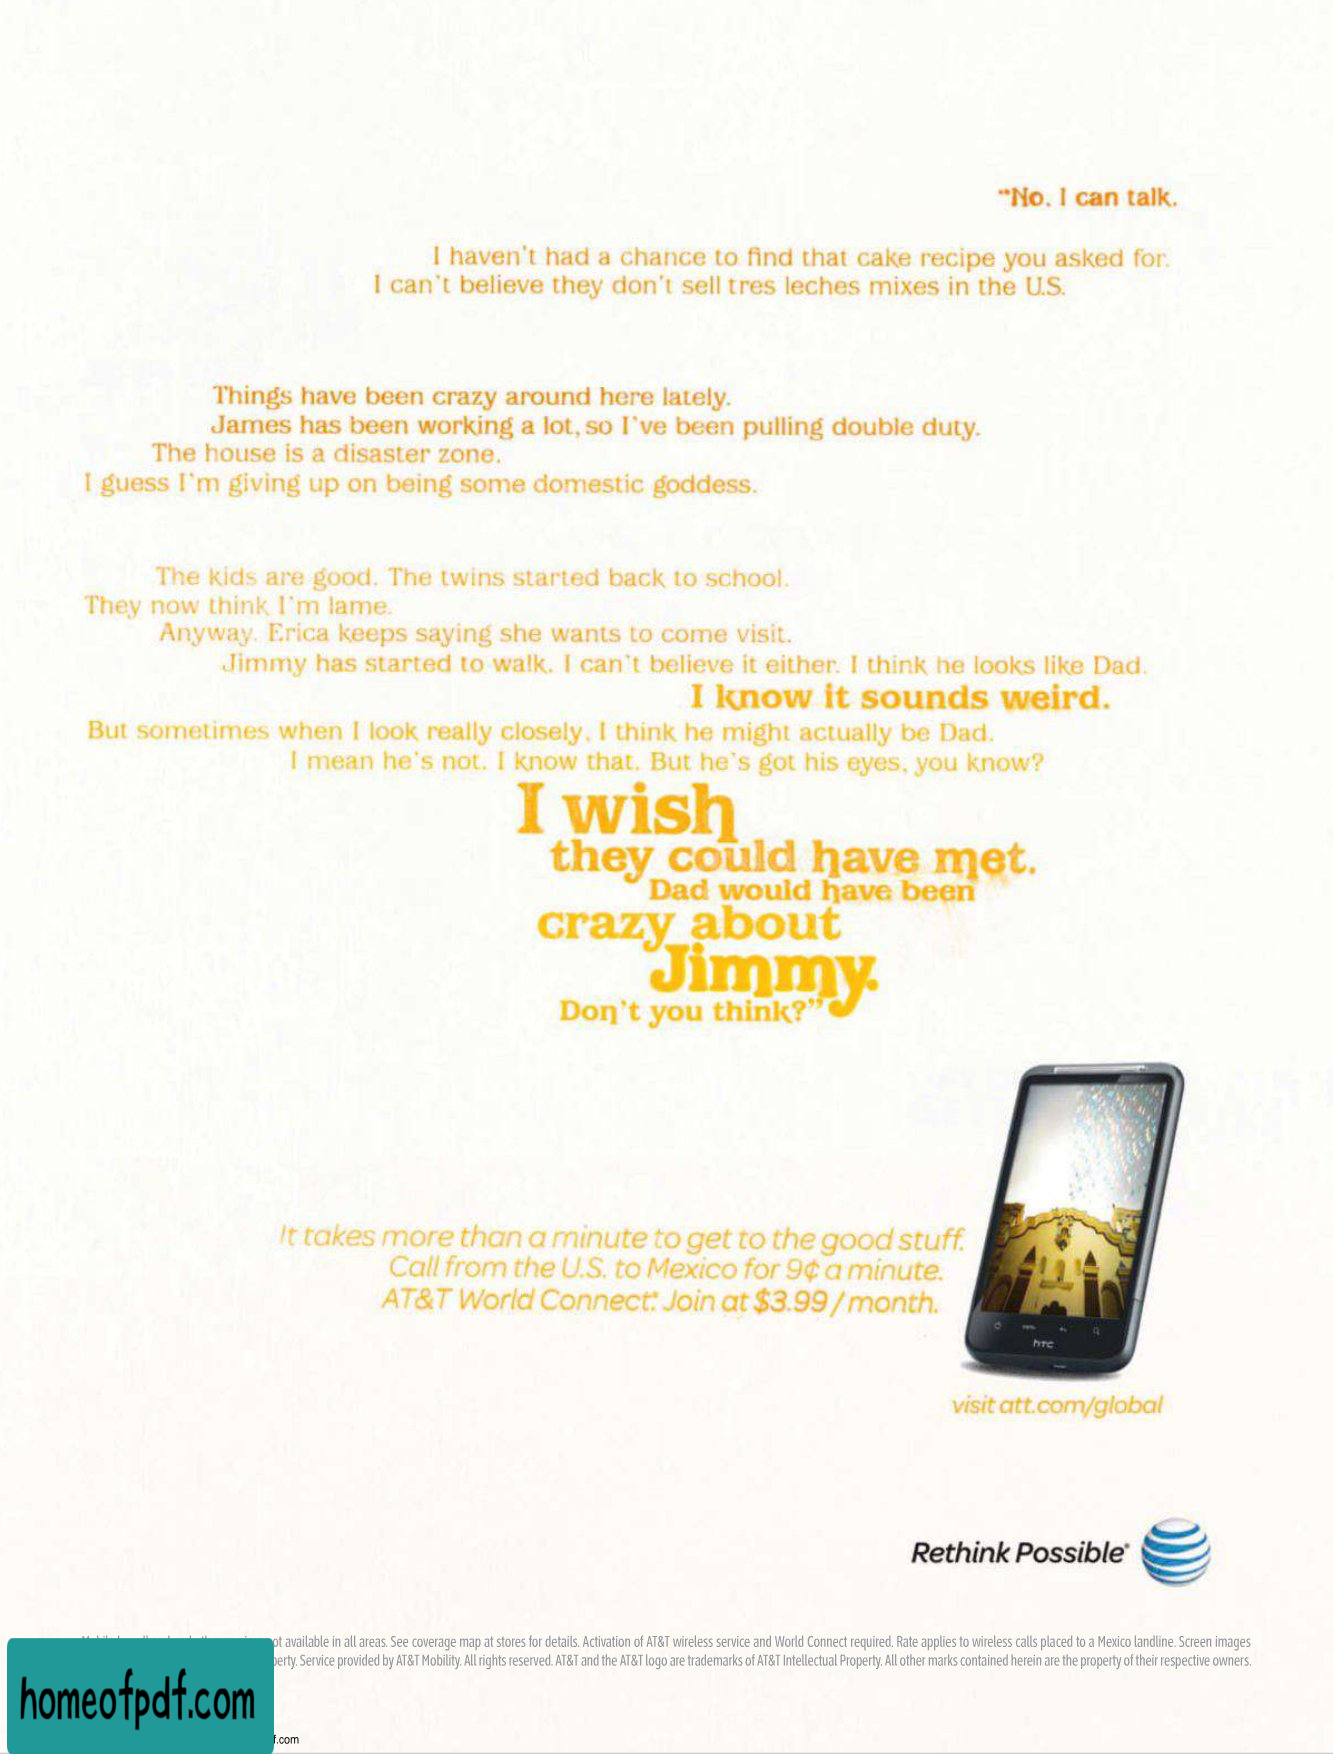 “No. I can talk.
I haven't had a chance to find that cake recipe you asked for.
I can't believe they don't sell tres leches mixes in the U.S.
Things have been crazy around here lately.
James has been working a lot, so I've been pulling double duty.
The house is a disaster zone.
I guess I'm giving up on being some domestic goddess.
The kids are good. The twins started back to school.
They now think I'm lame.
Anyway. Erica keeps saying she wants to come visit.
Jimmy has started to walk. I can't believe it either. I think he looks like Dad.
I know it sounds weird.
But sometimes when I look really closely, I think he might actually be Dad.
I mean he's not. I know that. But he's got his eyes, you know?
I wish
they could have met.
Dad would have been
crazy about
Jimmy.
Don't you think?”
It takes more than a minute to get to the good stuff.
Call from the U.S. to Mexico for 9¢ a minute.
AT&T World Connect.® Join at $3.99/month.
hTC
visit att.com/global
Rethink Possible®
available in all areas. See coverage map at stores for details. Activation of AT&T wireless service and World Connect required. Rate applies to wireless calls placed to a Mexico landline. Screen images
Service provided by AT&T Mobility. All rights reserved. AT&T and the AT&T logo are trademarks of AT&T Intellectual Property. All other marks contained herein are the property of their respective owners.
homeofpdf.com
f.com